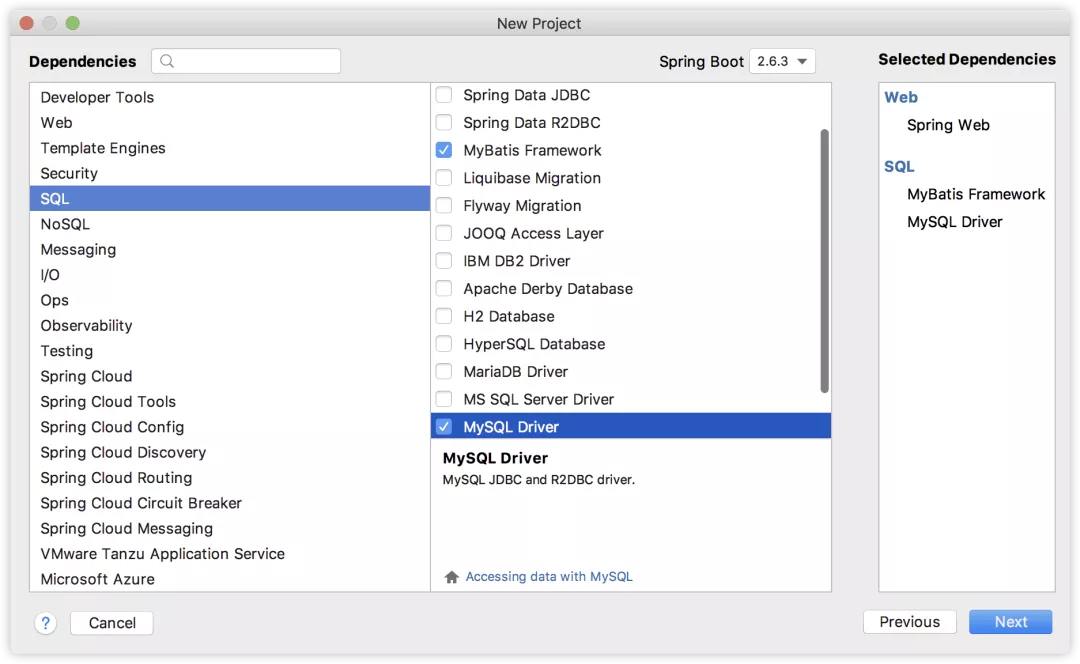 New Project
Dependencies
Spring Boot 2.6.3
Selected Dependencies
Developer Tools
Web
Template Engines
Security
SQL
NoSQL
Messaging
I/O
Ops
Observability
Testing
Spring Cloud
Spring Cloud Tools
Spring Cloud Config
Spring Cloud Discovery
Spring Cloud Routing
Spring Cloud Circuit Breaker
Spring Cloud Messaging
VMware Tanzu Application Service
Microsoft Azure
Spring Data JDBC
Spring Data R2DBC
MyBatis Framework
Liquibase Migration
Flyway Migration
JOOQ Access Layer
IBM DB2 Driver
Apache Derby Database
H2 Database
HyperSQL Database
MariaDB Driver
MS SQL Server Driver
MySQL Driver
MySQL Driver
MySQL JDBC and R2DBC driver.
Accessing data with MySQL
Web
Spring Web
SQL
MyBatis Framework
MySQL Driver
?
Cancel
Previous
Next